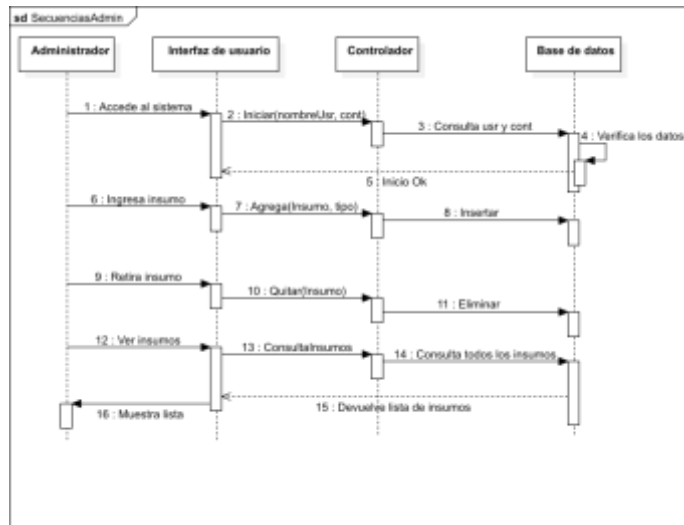 sd SecuenciasAdmin
Administrador
Interfaz de usuario
Controlador
Base de datos
1 : Accede al sistema
2 : Iniciar(nombreUsr, cont)
3 : Consulta usr y cont
4 : Verifica los datos
5 : Inicio Ok
6 : Ingresa insumo
7 : Agrega(Insumo, tipo)
8 : Insertar
9 : Retira insumo
10 : Quitar(Insumo)
11 : Eliminar
12 : Ver insumos
13 : ConsultaInsumos
14 : Consulta todos los insumos
15 : Devuelve lista de insumos
16 : Muestra lista